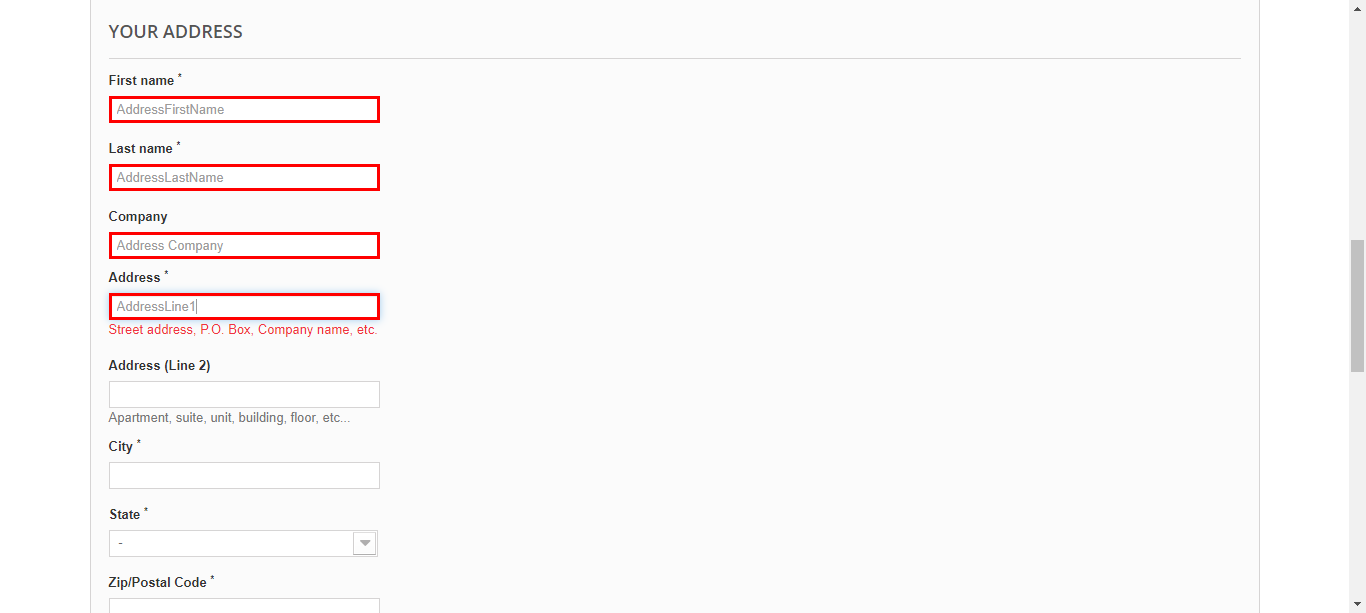 YOUR ADDRESS
First name *
AddressFirstName
Last name *
AddressLastName
Company
Address Company
Address *
AddressLine1
Street address, P.O. Box, Company name, etc.
Address (Line 2)
Apartment, suite, unit, building, floor, etc...
City *
State *
-
Zip/Postal Code *